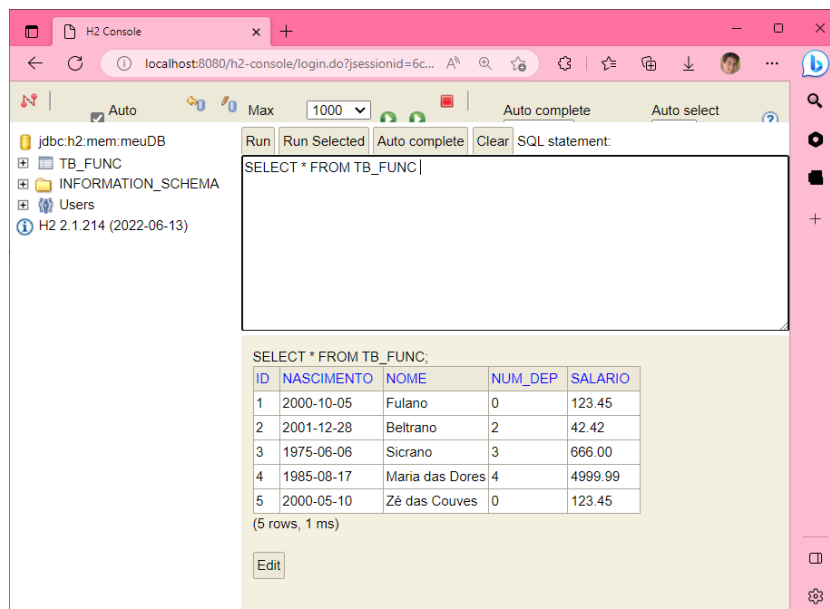 H2 Console
localhost:8080/h2-console/login.do?jsessionid=6c...
Auto
Max
1000
Auto complete
Auto select
jdbc:h2:mem:meuDB
TB_FUNC
INFORMATION_SCHEMA
Users
H2 2.1.214 (2022-06-13)
Run Run Selected Auto complete Clear SQL statement:
SELECT * FROM TB_FUNC
SELECT * FROM TB_FUNC;
ID NASCIMENTO NOME NUM_DEP SALARIO
1 2000-10-05 Fulano 0 123.45
2 2001-12-28 Beltrano 2 42.42
3 1975-06-06 Sicrano 3 666.00
4 1985-08-17 Maria das Dores 4 4999.99
5 2000-05-10 Zé das Couves 0 123.45
(5 rows, 1 ms)
Edit